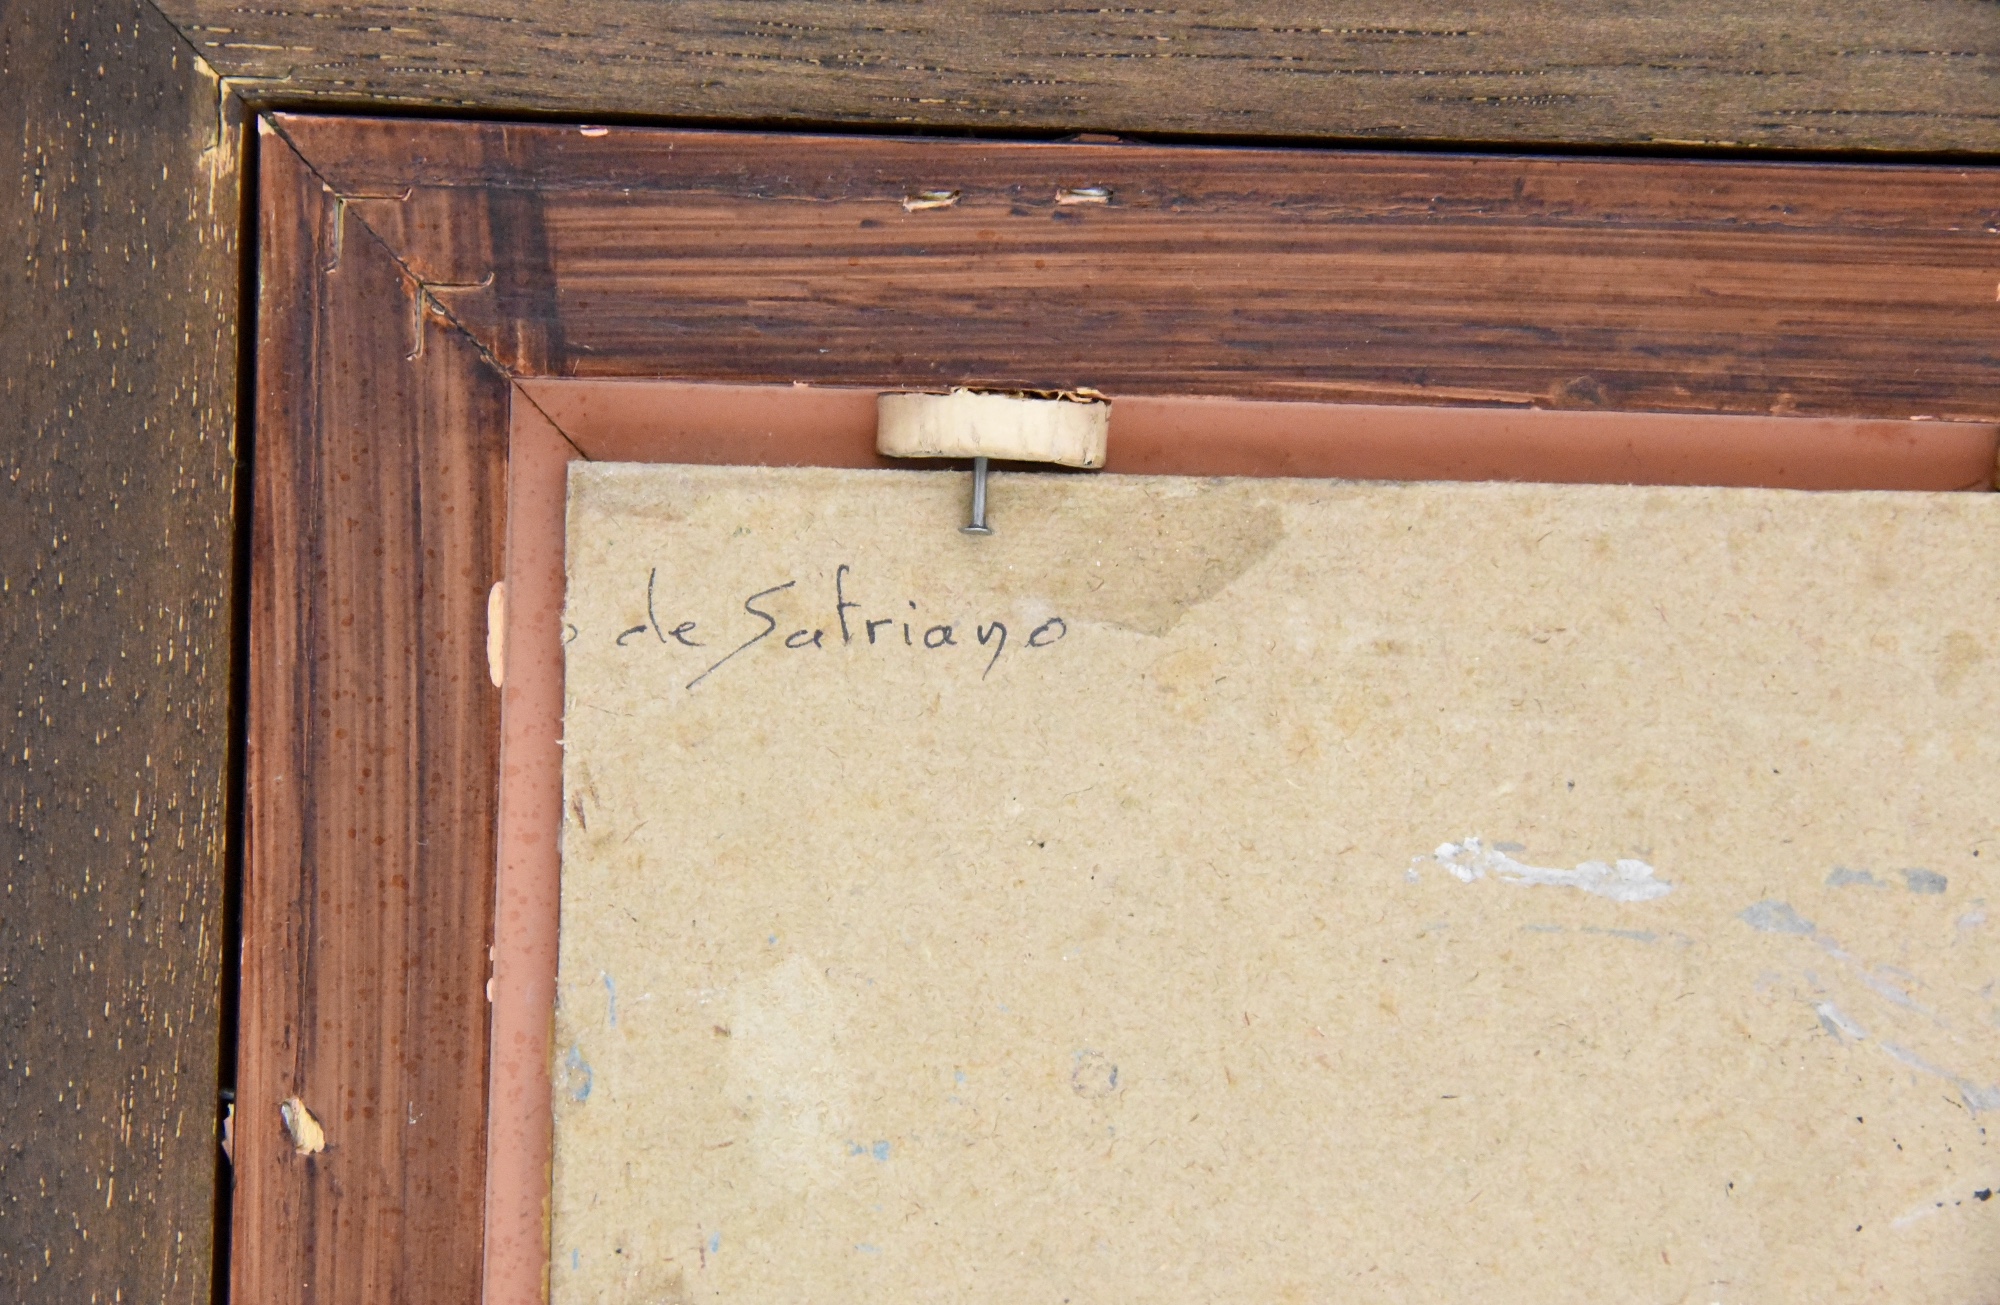 o de Satriano